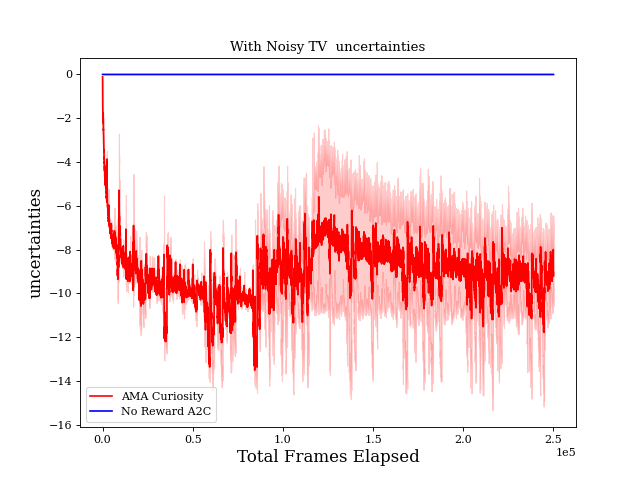 With Noisy TV  uncertainties
uncertainties
0
−2
−4
−6
−8
−10
−12
−14
−16
AMA Curiosity
No Reward A2C
0.0
0.5
1.0
1.5
2.0
2.5
1e5
Total Frames Elapsed